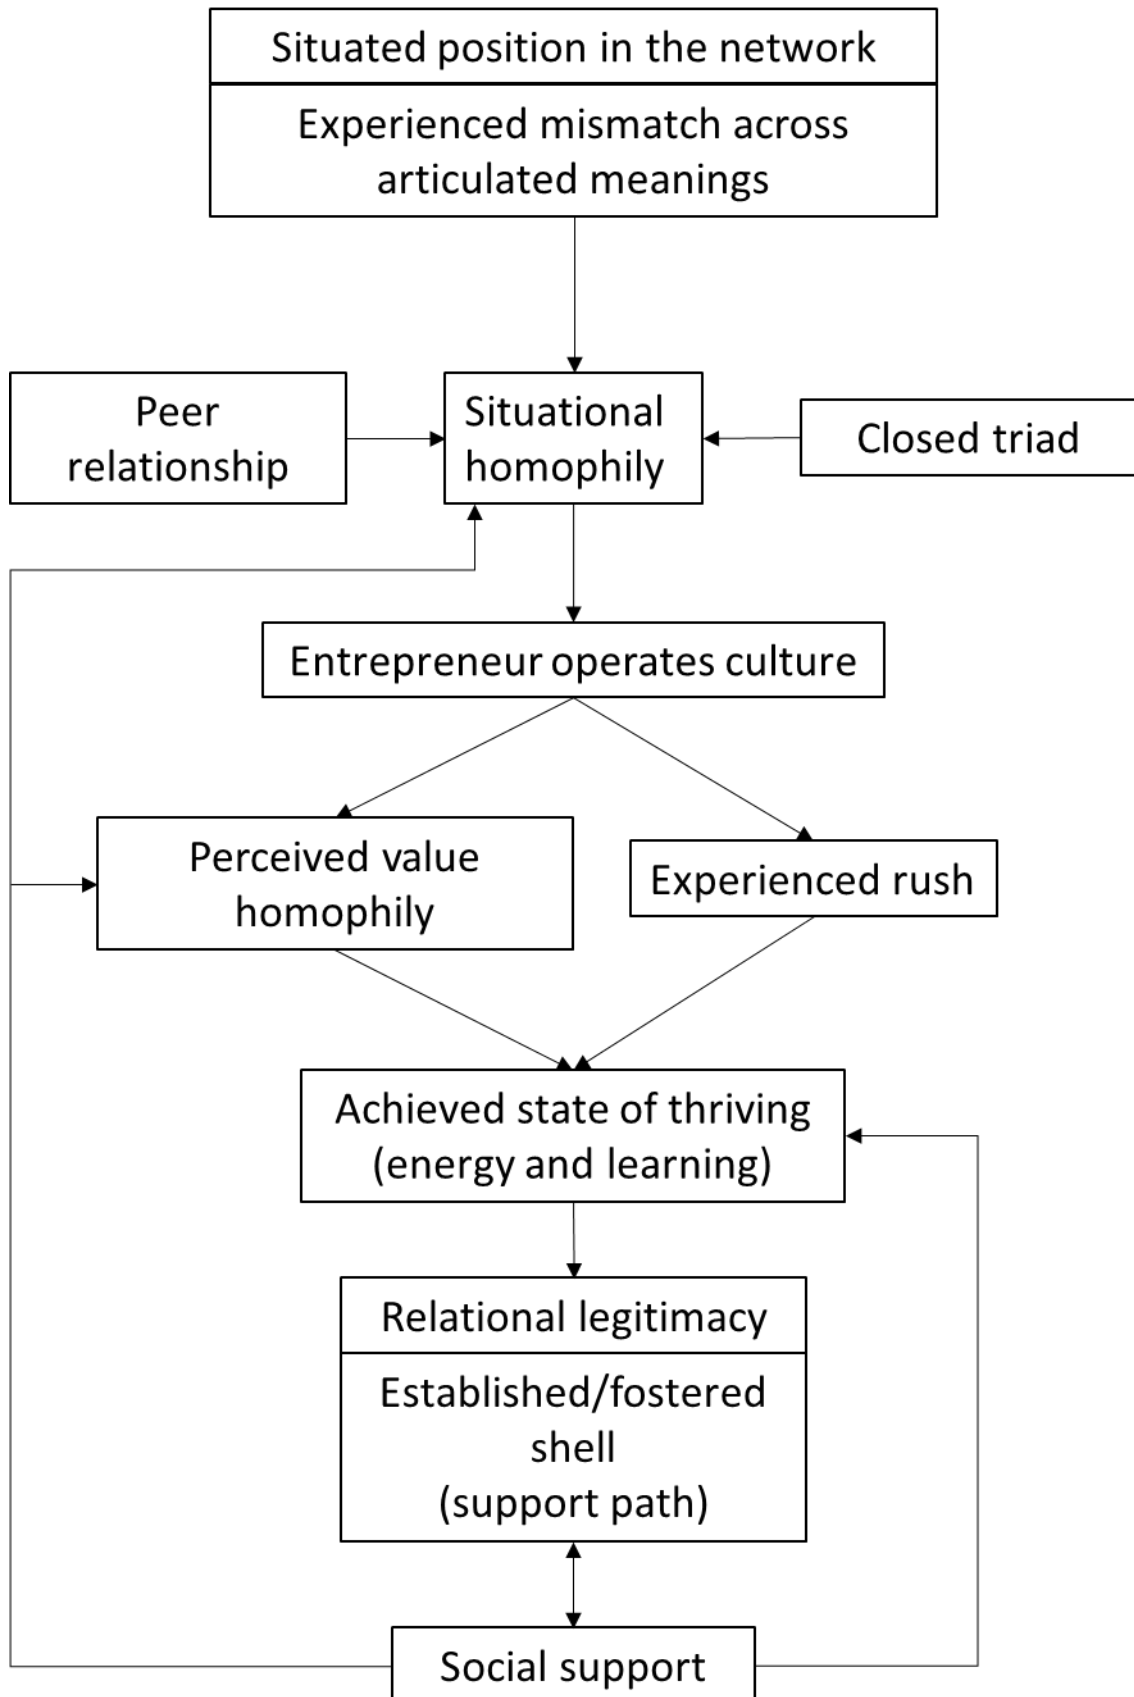 Situated position in the network
Experienced mismatch across
articulated meanings
Peer
relationship
Situational
homophily
Closed triad
Entrepreneur operates culture
Perceived value
homophily
Experienced rush
Achieved state of thriving
(energy and learning)
Relational legitimacy
Established/fostered
shell
(support path)
Social support